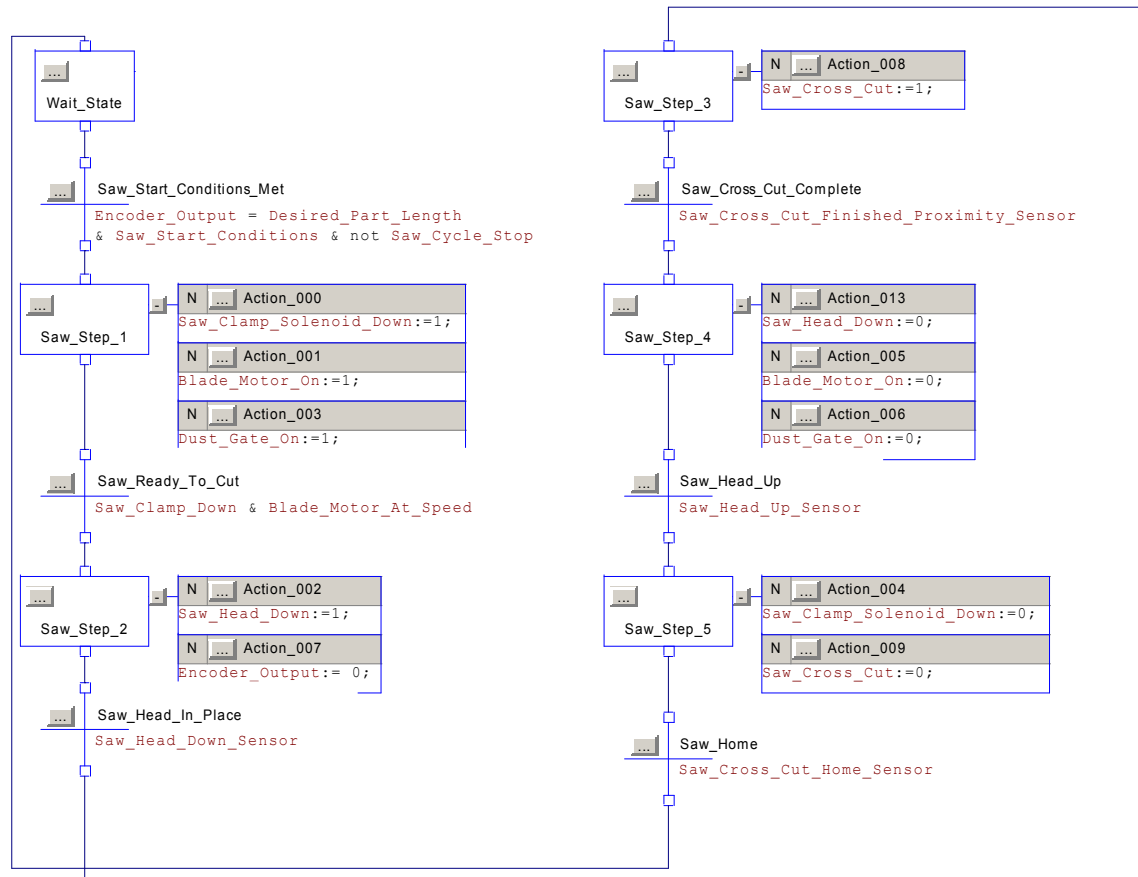 ...
Wait_State
...
Saw_Start_Conditions_Met
Encoder_Output = Desired_Part_Length
& Saw_Start_Conditions & not Saw_Cycle_Stop
...
Saw_Step_1
-
N ... Action_000
Saw_Clamp_Solenoid_Down:=1;
N ... Action_001
Blade_Motor_On:=1;
N ... Action_003
Dust_Gate_On:=1;
...
Saw_Ready_To_Cut
Saw_Clamp_Down & Blade_Motor_At_Speed
...
Saw_Step_2
-
N ... Action_002
Saw_Head_Down:=1;
N ... Action_007
Encoder_Output:= 0;
...
Saw_Head_In_Place
Saw_Head_Down_Sensor
...
Saw_Step_3
-
N ... Action_008
Saw_Cross_Cut:=1;
...
Saw_Cross_Cut_Complete
Saw_Cross_Cut_Finished_Proximity_Sensor
...
Saw_Step_4
-
N ... Action_013
Saw_Head_Down:=0;
N ... Action_005
Blade_Motor_On:=0;
N ... Action_006
Dust_Gate_On:=0;
...
Saw_Head_Up
Saw_Head_Up_Sensor
...
Saw_Step_5
-
N ... Action_004
Saw_Clamp_Solenoid_Down:=0;
N ... Action_009
Saw_Cross_Cut:=0;
...
Saw_Home
Saw_Cross_Cut_Home_Sensor